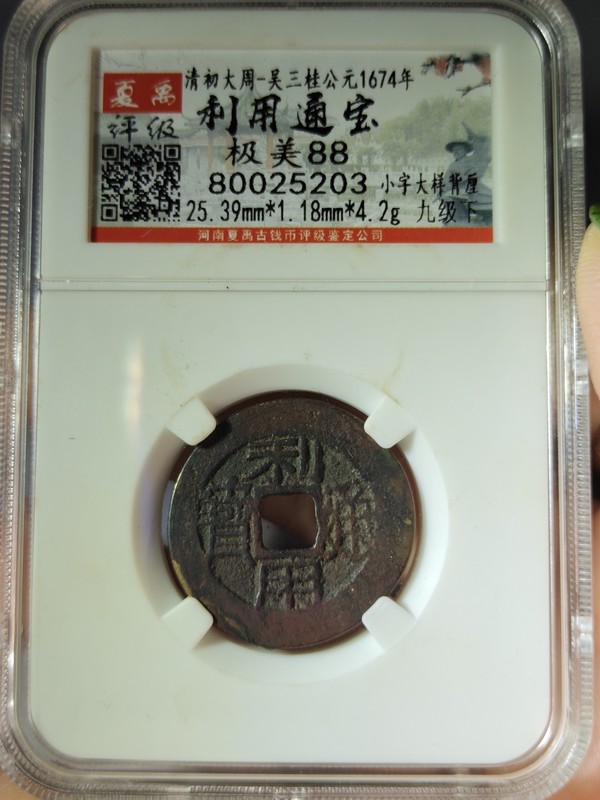 夏禹
评级
清初大周-吴三桂公元1674年
利用通宝
极美88
80025203 小字大样背厘
25.39mm*1.18mm*4.2g 九级下
河南夏禹古钱币评级鉴定公司
利用通寶